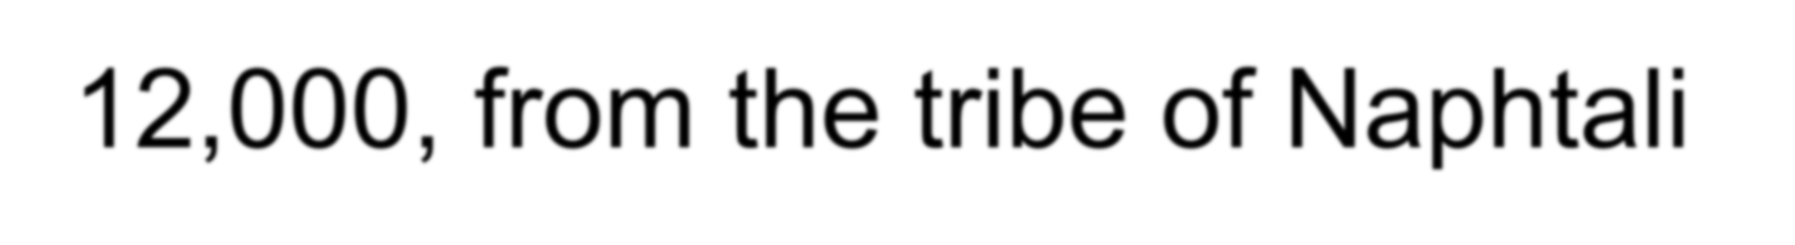 12,000, from the tribe of Naphtali